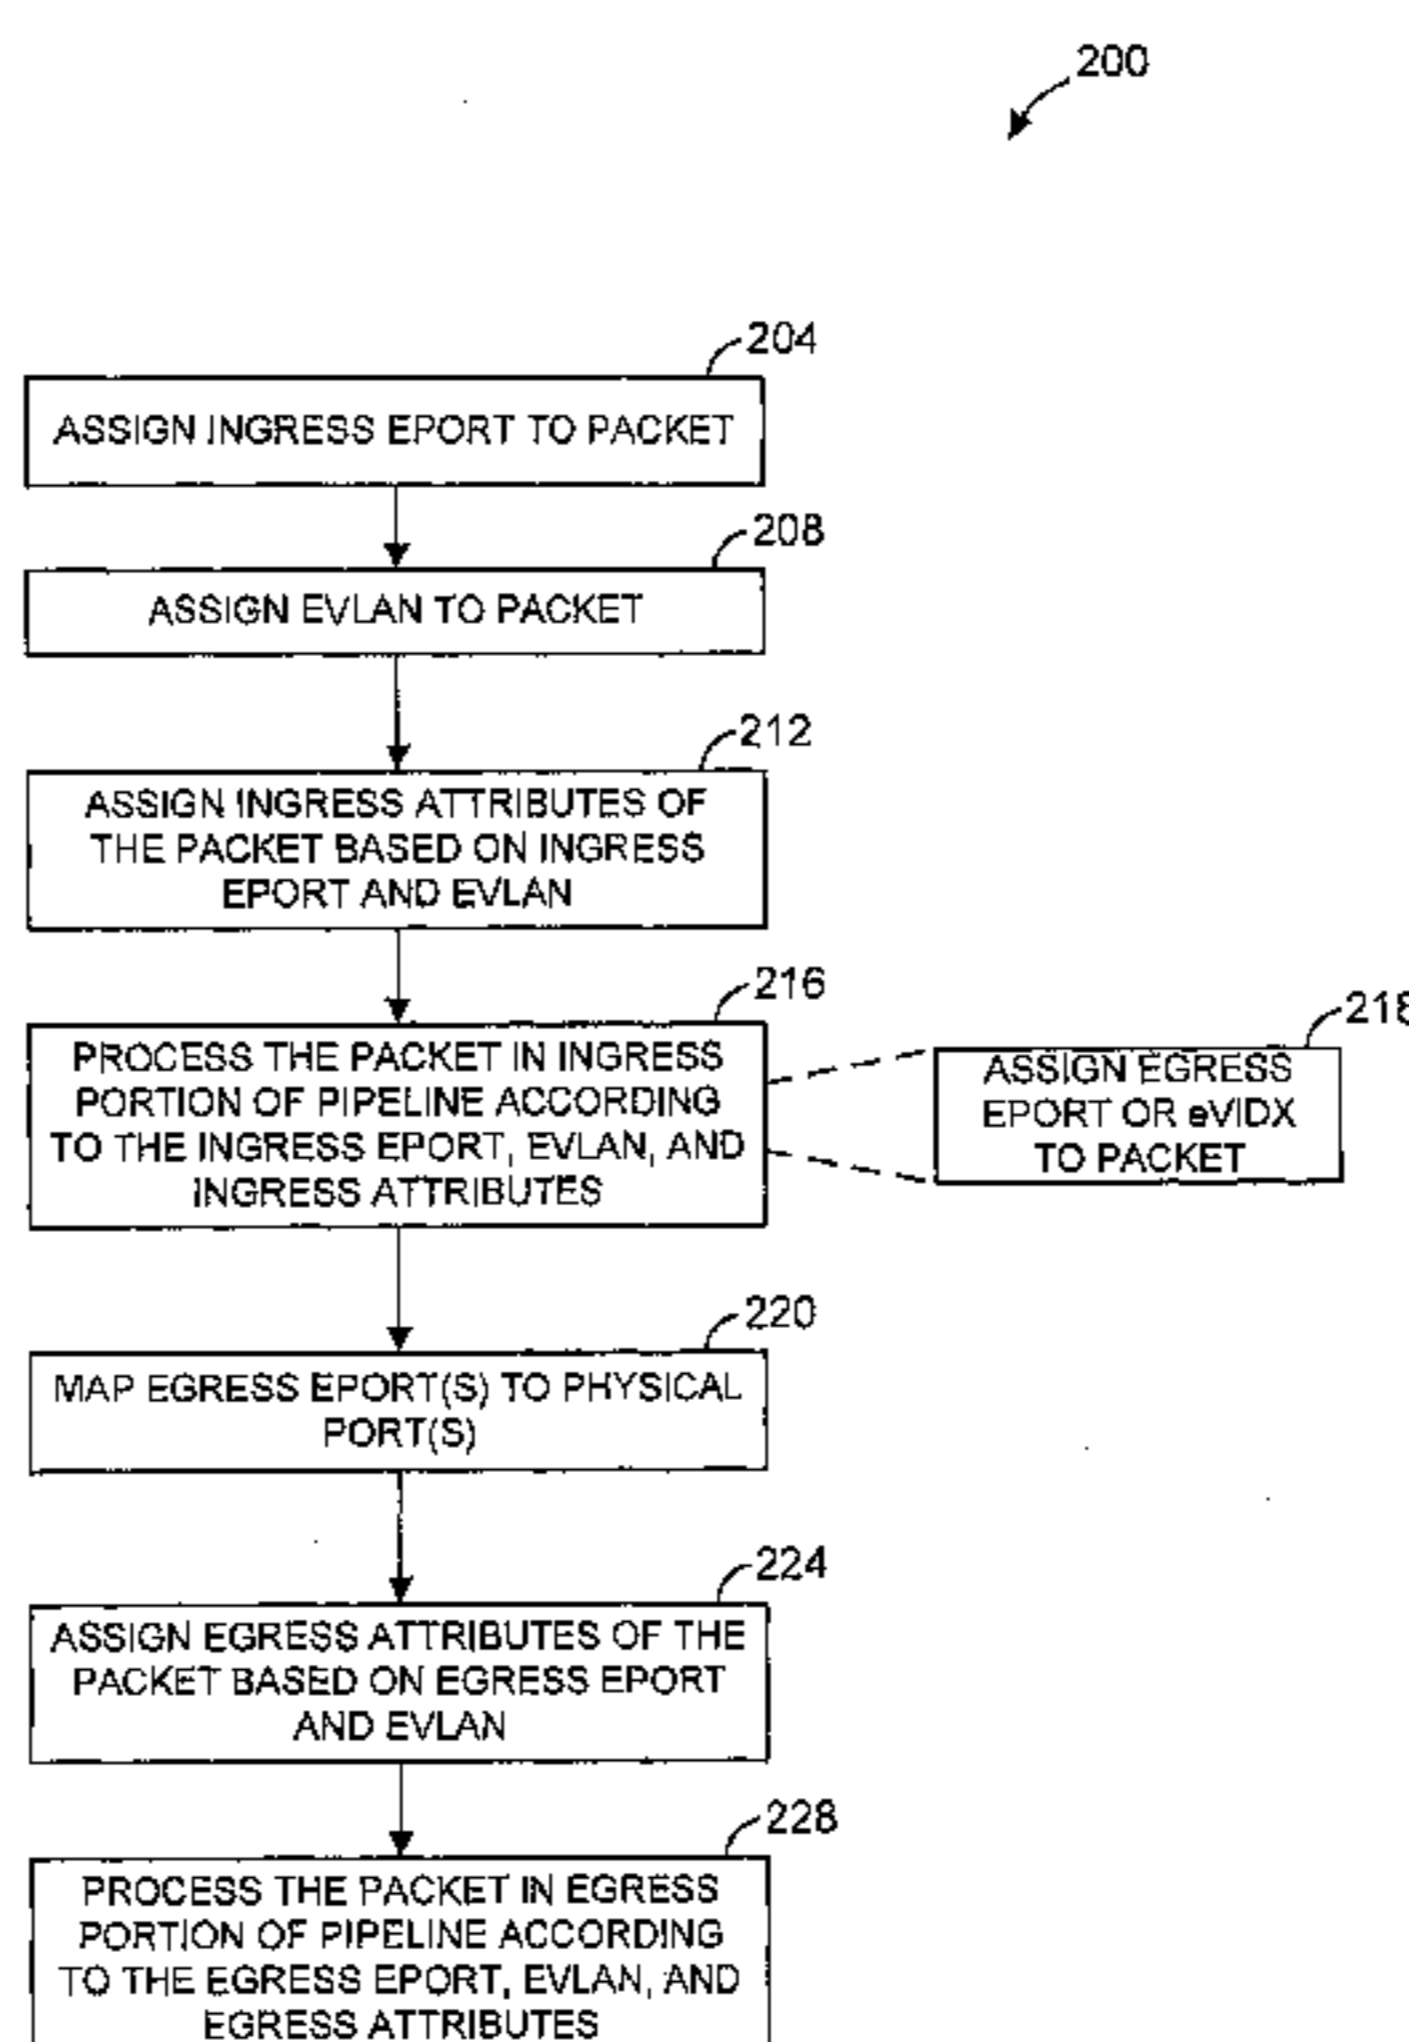 200
204
ASSIGN INGRESS EPORT TO PACKET
208
ASSIGN EVLAN TO PACKET
212
ASSIGN INGRESS ATTRIBUTES OF
THE PACKET BASED ON INGRESS
EPORT AND EVLAN
216
PROCESS THE PACKET IN INGRESS
PORTION OF PIPELINE ACCORDING
TO THE INGRESS EPORT, EVLAN, AND
INGRESS ATTRIBUTES
218
ASSIGN EGRESS
EPORT OR eVIDX
TO PACKET
220
MAP EGRESS EPORT(S) TO PHYSICAL
PORT(S)
224
ASSIGN EGRESS ATTRIBUTES OF THE
PACKET BASED ON EGRESS EPORT
AND EVLAN
228
PROCESS THE PACKET IN EGRESS
PORTION OF PIPELINE ACCORDING
TO THE EGRESS EPORT, EVLAN, AND
EGRESS ATTRIBUTES